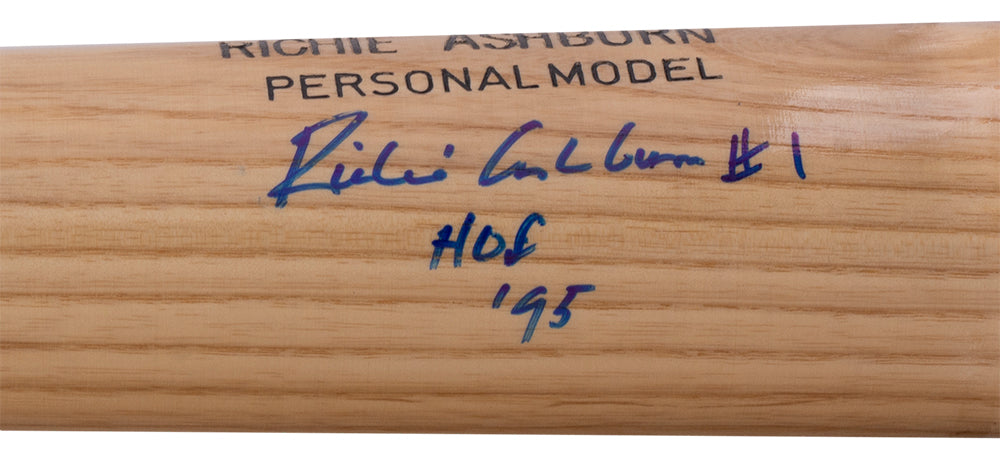 RICHIE ASHBURN
PERSONAL MODEL
Richie Ashburn #1
HOF
'95